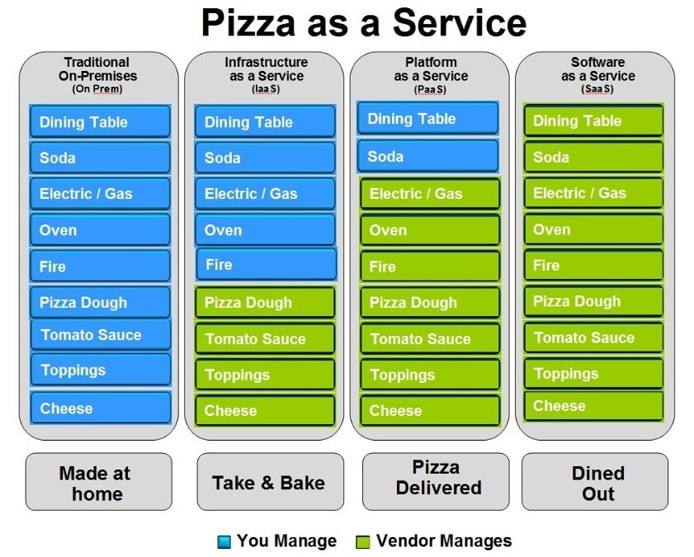 Pizza as a Service
Traditional
On-Premises
(On Prem)
Dining Table
Soda
Electric / Gas
Oven
Fire
Pizza Dough
Tomato Sauce
Toppings
Cheese
Made at
home
Infrastructure
as a Service
(IaaS)
Dining Table
Soda
Electric / Gas
Oven
Fire
Pizza Dough
Tomato Sauce
Toppings
Cheese
Take & Bake
Platform
as a Service
(PaaS)
Dining Table
Soda
Electric / Gas
Oven
Fire
Pizza Dough
Tomato Sauce
Toppings
Cheese
Pizza
Delivered
Software
as a Service
(SaaS)
Dining Table
Soda
Electric / Gas
Oven
Fire
Pizza Dough
Tomato Sauce
Toppings
Cheese
Dined
Out
You Manage
Vendor Manages